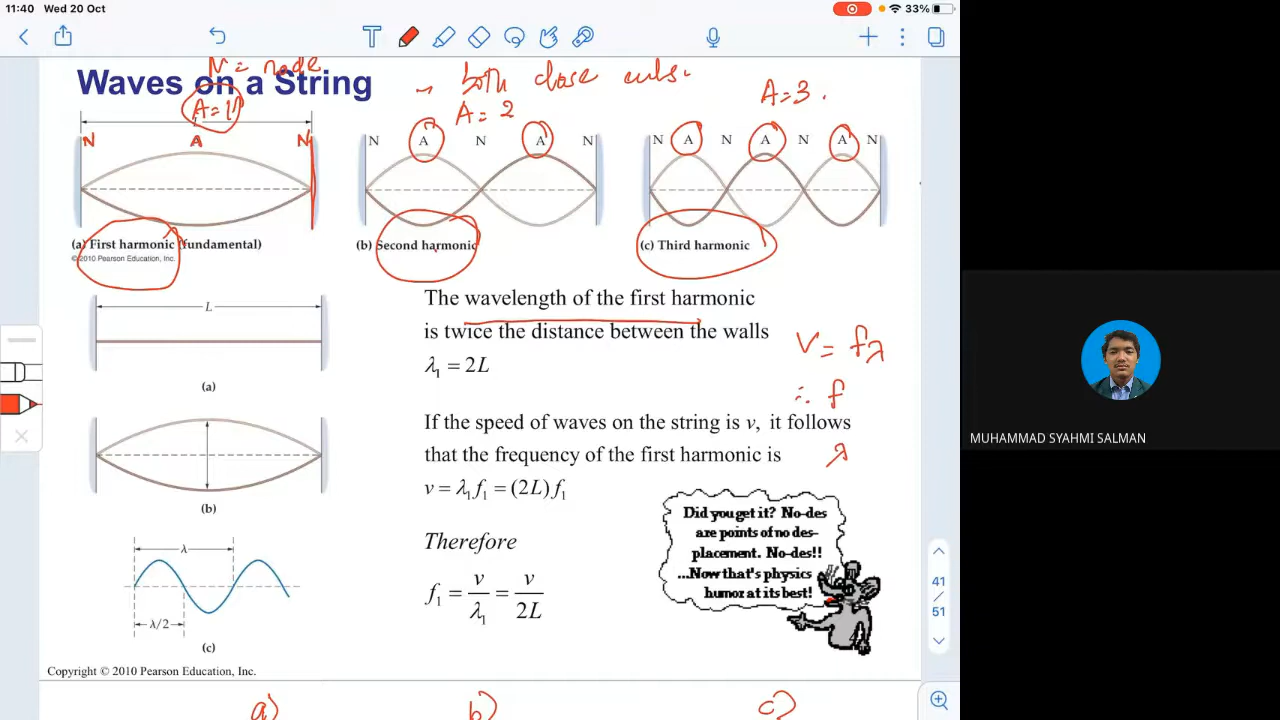 11:40 Wed 20 Oct
33%
N = node
Waves on a String
- both close ends.
A=1
A = 2
A=3.
N A N
N A N A N
N A N A N A N
(a) First harmonic (fundamental)
(b) Second harmonic
(c) Third harmonic
©2010 Pearson Education, Inc.
L
(a)
(b)
λ
λ/2
(c)
The wavelength of the first harmonic
is twice the distance between the walls
λ₁ = 2L
V = fλ
∴ f
λ
If the speed of waves on the string is v, it follows
that the frequency of the first harmonic is
v = λ₁f₁ = (2L) f₁
Therefore
f₁ = v/λ₁ = v/2L
Did you get it? No-des
are points of no des-
placement. No-des!!
...Now that's physics
humor at its best!
41
/
51
Copyright © 2010 Pearson Education, Inc.
a) b) c)
MUHAMMAD SYAHMI SALMAN